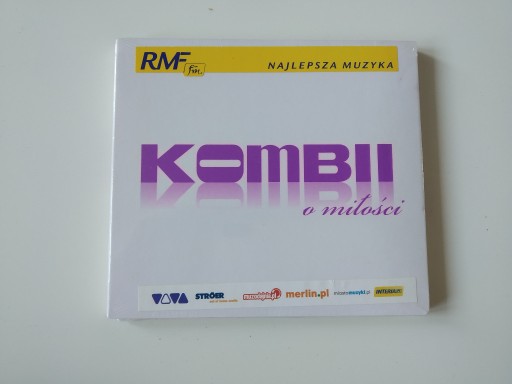 RMF fm NAJLEPSZA MUZYKA
KOMBII
o miłości
VIVA STRÖER merlin.pl